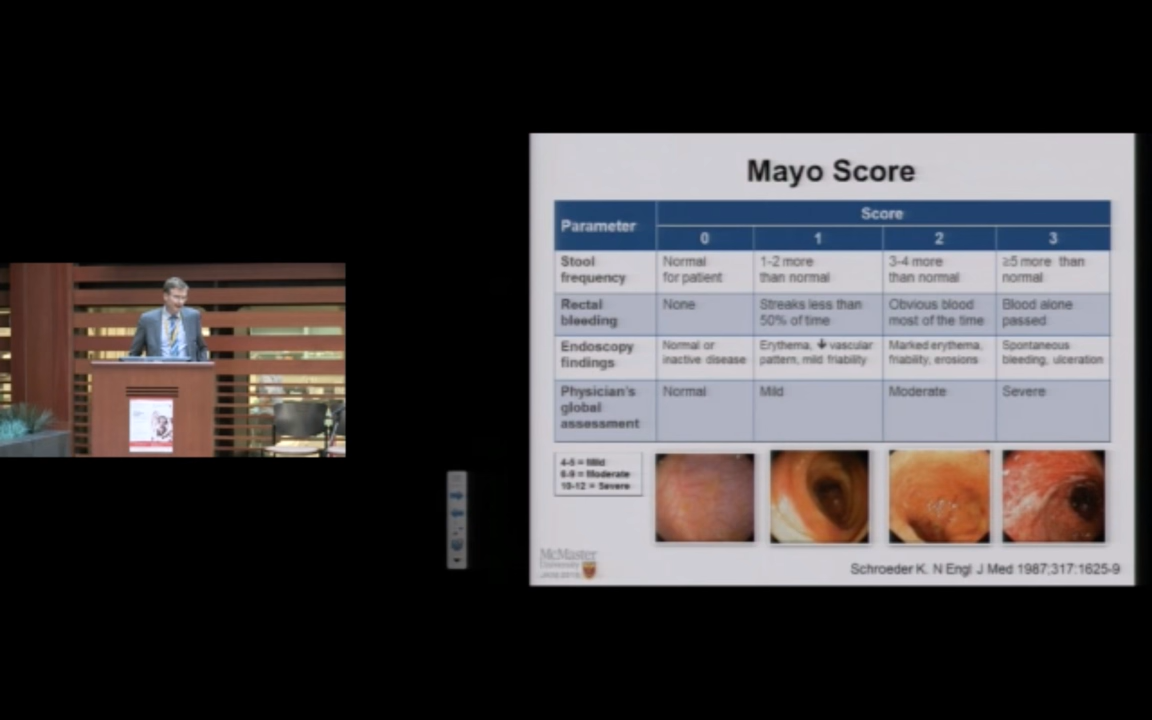 Mayo Score
Parameter
Score
0 1 2 3
Stool
frequency
Normal
for patient
1-2 more
than normal
3-4 more
than normal
≥5 more than
normal
Rectal
bleeding
None
Streaks less than
50% of time
Obvious blood
most of the time
Blood alone
passed
Endoscopy
findings
Normal or
inactive disease
Erythema, ↓ vascular
pattern, mild friability
Marked erythema,
friability, erosions
Spontaneous
bleeding, ulceration
Physician's
global
assessment
Normal
Mild
Moderate
Severe
4-5 = Mild
6-9 = Moderate
10-12 = Severe
McMaster
University
Schroeder K. N Engl J Med 1987;317:1625-9